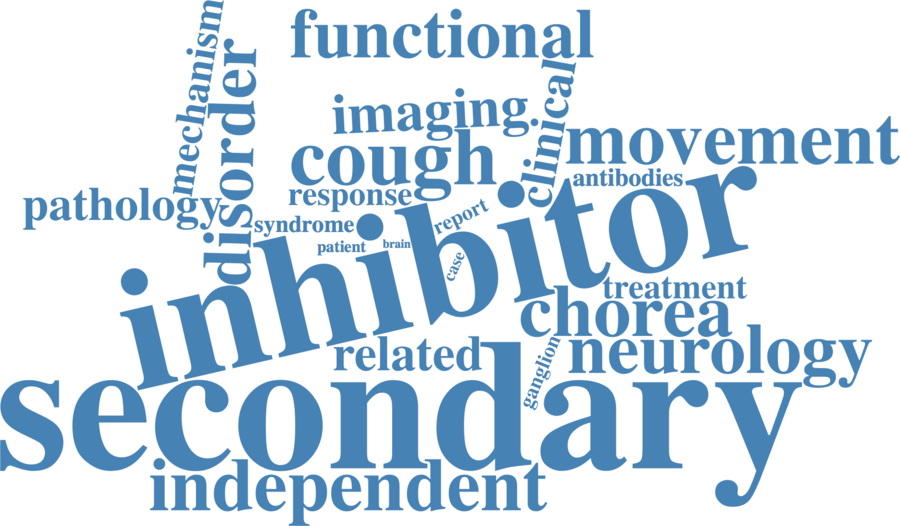 mechanism
functional
disorder
clinical
imaging
movement
cough
antibodies
response
pathology
inhibitor
report
syndrome
patient
brain
case
treatment
chorea
related
ganglion
neurology
secondary
independent